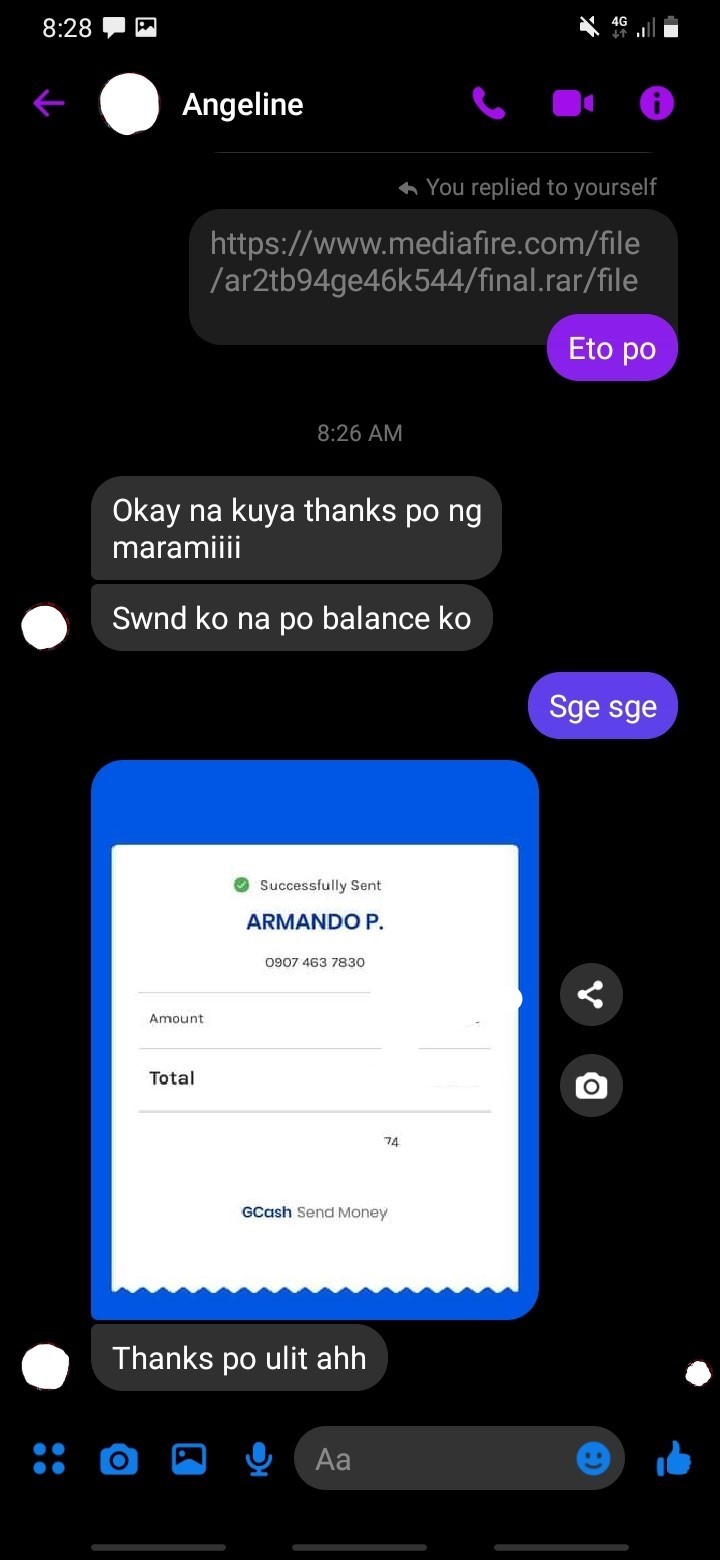 8:28
4G
Angeline
You replied to yourself
https://www.mediafire.com/file
/ar2tb94ge46k544/final.rar/file
Eto po
8:26 AM
Okay na kuya thanks po ng
maramiiii
Swnd ko na po balance ko
Sge sge
Successfully Sent
ARMANDO P.
0907 463 7830
Amount
Total
74
GCash Send Money
Thanks po ulit ahh
Aa